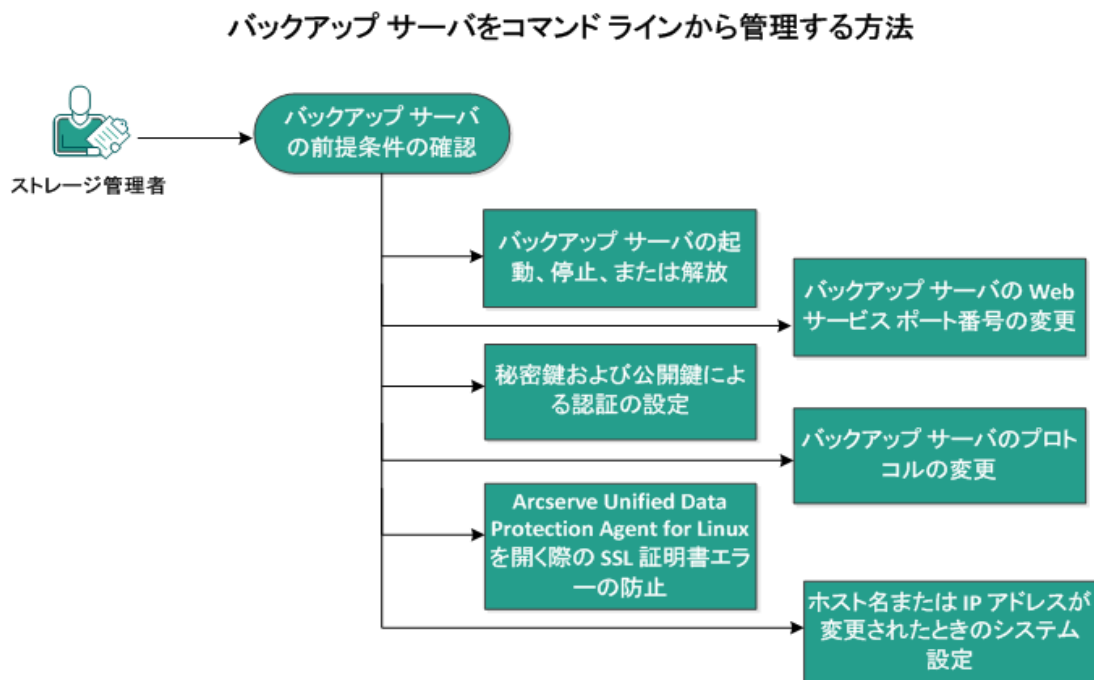 バックアップ サーバをコマンド ラインから管理する方法
ストレージ管理者
バックアップ サーバ
の前提条件の確認
バックアップ サーバの起
動、停止、または解放
バックアップ サーバの Web
サービス ポート番号の変更
秘密鍵および公開鍵によ
る認証の設定
バックアップ サーバのプロト
コルの変更
Arcserve Unified Data
Protection Agent for Linux
を開く際の SSL 証明書エラ
ーの防止
ホスト名または IP アドレスが
変更されたときのシステム
設定